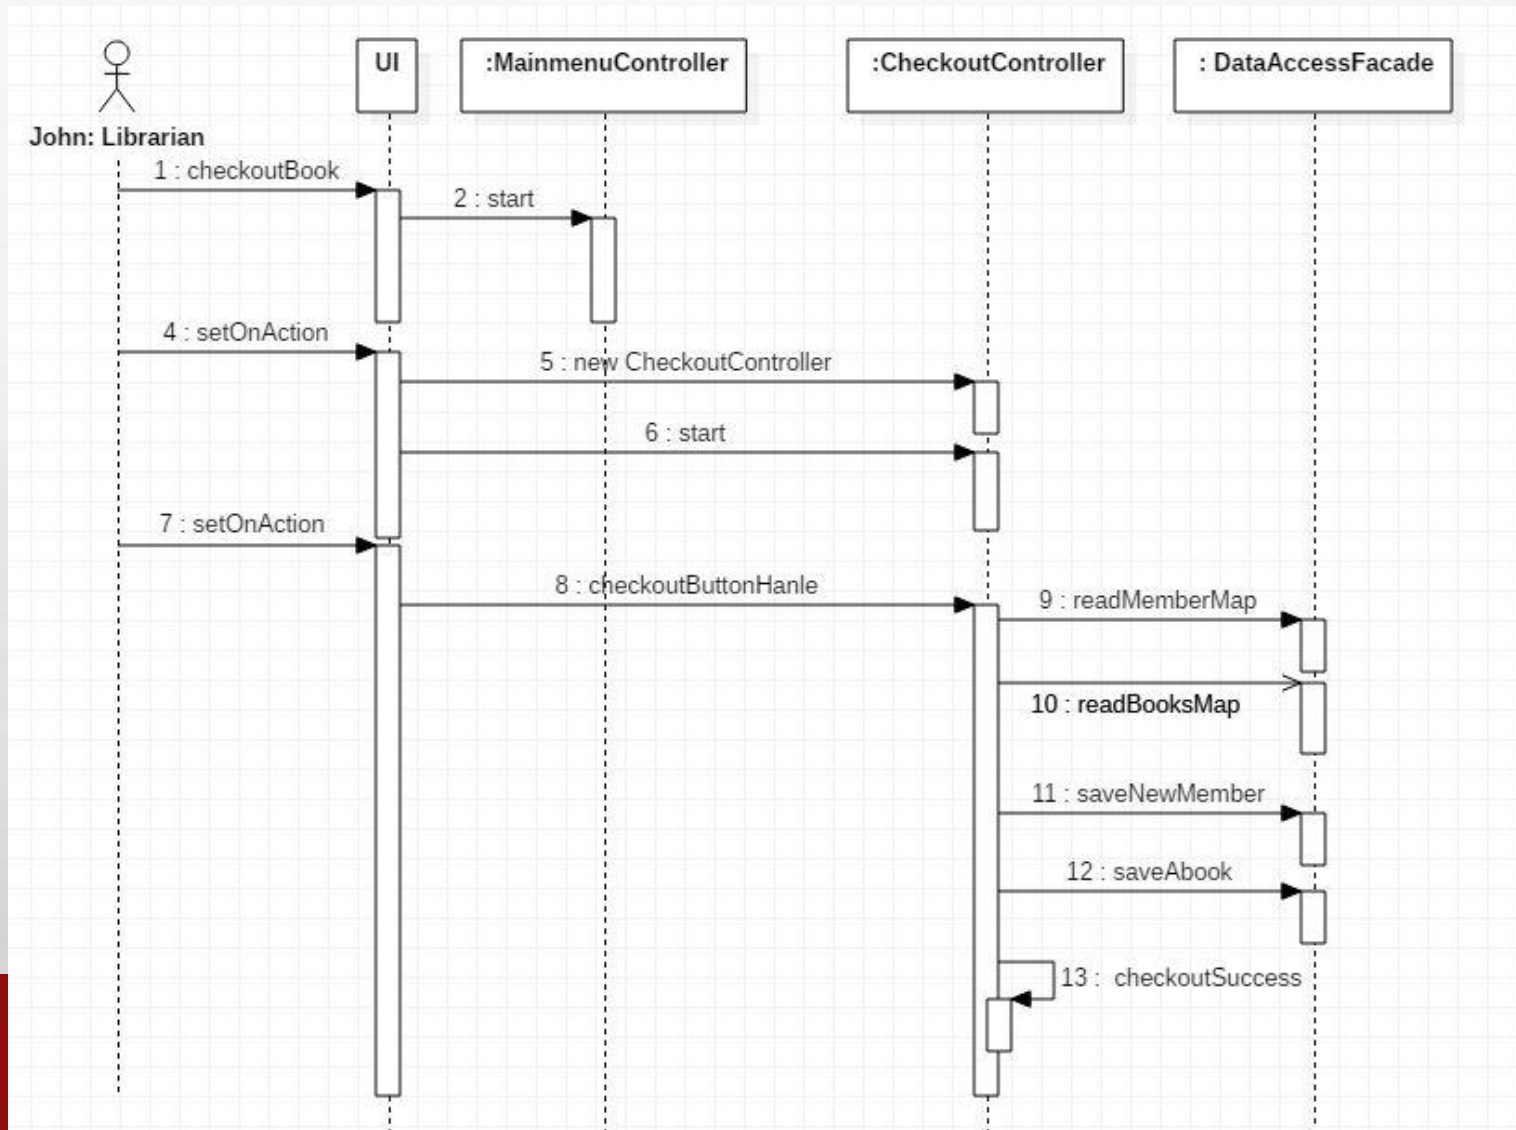 UI
:MainmenuController
:CheckoutController
: DataAccessFacade
John: Librarian
1 : checkoutBook
2 : start
4 : setOnAction
5 : new CheckoutController
6 : start
7 : setOnAction
8 : checkoutButtonHanle
9 : readMemberMap
10 : readBooksMap
11 : saveNewMember
12 : saveAbook
13 :  checkoutSuccess